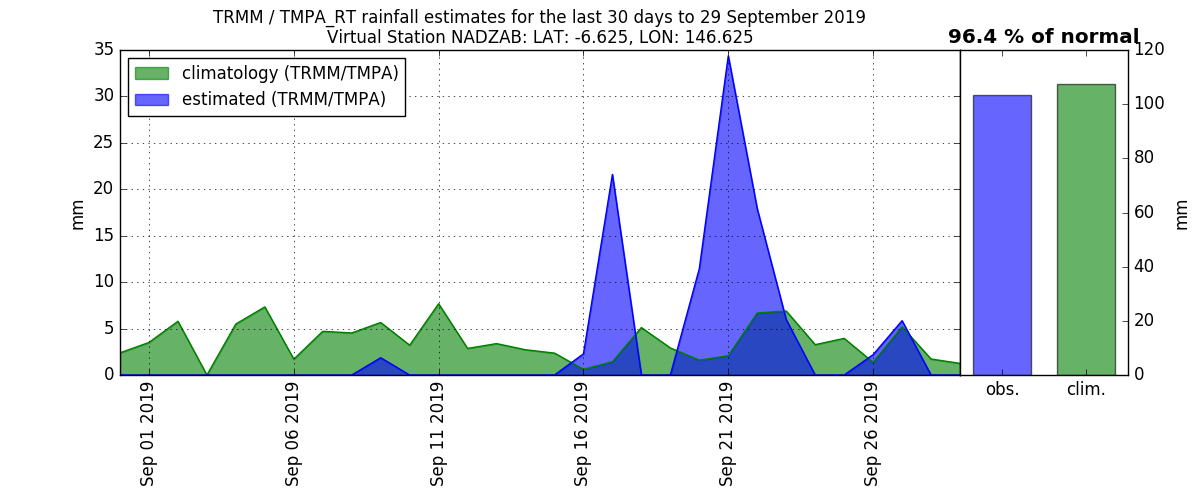 TRMM / TMPA_RT rainfall estimates for the last 30 days to 29 September 2019
Virtual Station NADZAB: LAT: -6.625, LON: 146.625
96.4 % of normal
climatology (TRMM/TMPA)
estimated (TRMM/TMPA)
35
30
25
20
15
10
5
0
mm
Sep 01 2019
Sep 06 2019
Sep 11 2019
Sep 16 2019
Sep 21 2019
Sep 26 2019
120
100
80
60
40
20
0
mm
obs.
clim.